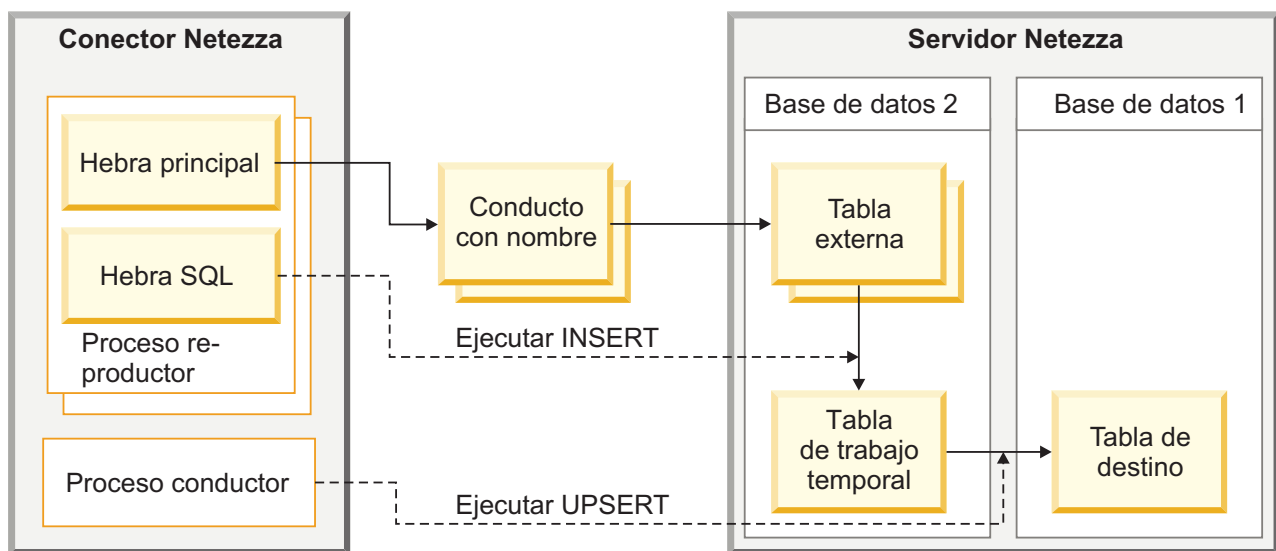 Conector Netezza
Hebra principal
Hebra SQL
Proceso re-
productor
Proceso conductor
Conducto
con nombre
Ejecutar INSERT
Ejecutar UPSERT
Servidor Netezza
Base de datos 2
Tabla
externa
Tabla
de trabajo
temporal
Base de datos 1
Tabla de
destino